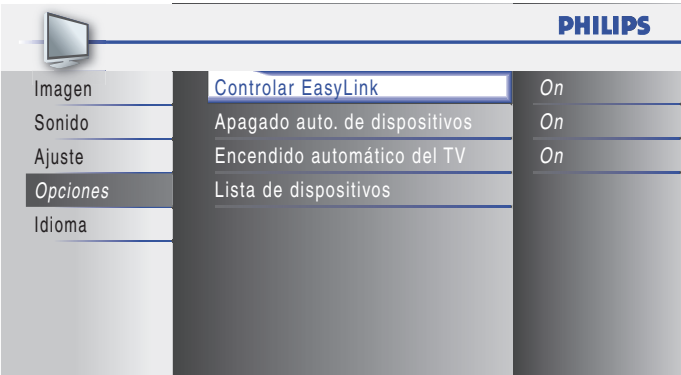 PHILIPS
Imagen
Sonido
Ajuste
Opciones
Idioma
Controlar EasyLink
Apagado auto. de dispositivos
Encendido automático del TV
Lista de dispositivos
On
On
On